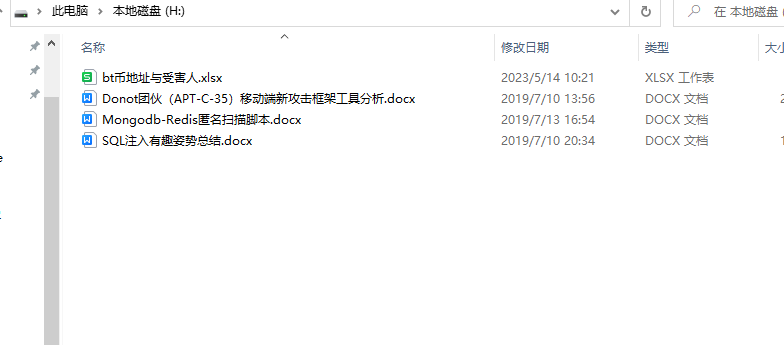 此电脑 > 本地磁盘 (H:) 在 本地磁盘
名称 修改日期 类型 大小
bt币地址与受害人.xlsx 2023/5/14 10:21 XLSX 工作表
Donot团伙（APT-C-35）移动端新攻击框架工具分析.docx 2019/7/10 13:56 DOCX 文档
Mongodb-Redis匿名扫描脚本.docx 2019/7/13 16:54 DOCX 文档
SQL注入有趣姿势总结.docx 2019/7/10 20:34 DOCX 文档